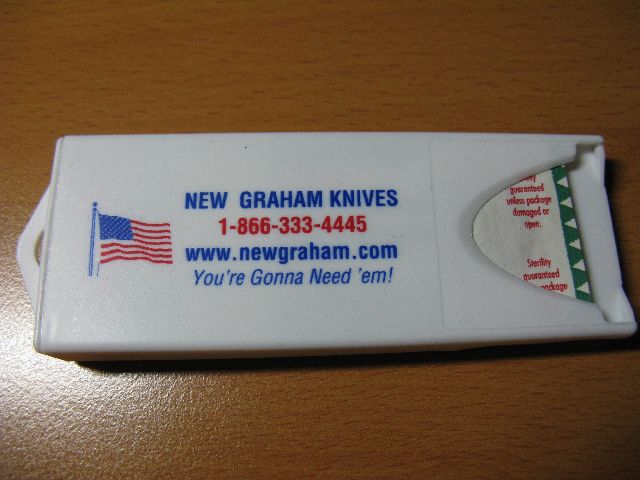 NEW GRAHAM KNIVES
1-866-333-4445
www.newgraham.com
You're Gonna Need 'em!
guaranteed
unless package
damaged or
open.
Sterility
guaranteed
package